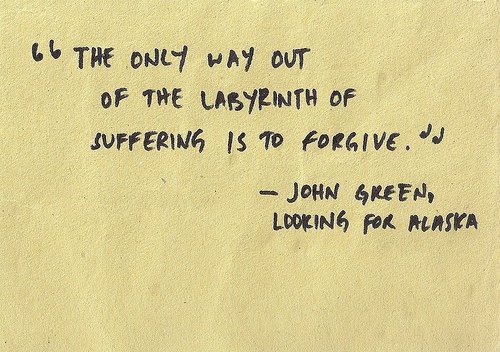 “THE ONLY WAY OUT
OF THE LABYRINTH OF
SUFFERING IS TO FORGIVE.”
— JOHN GREEN,
LOOKING FOR ALASKA